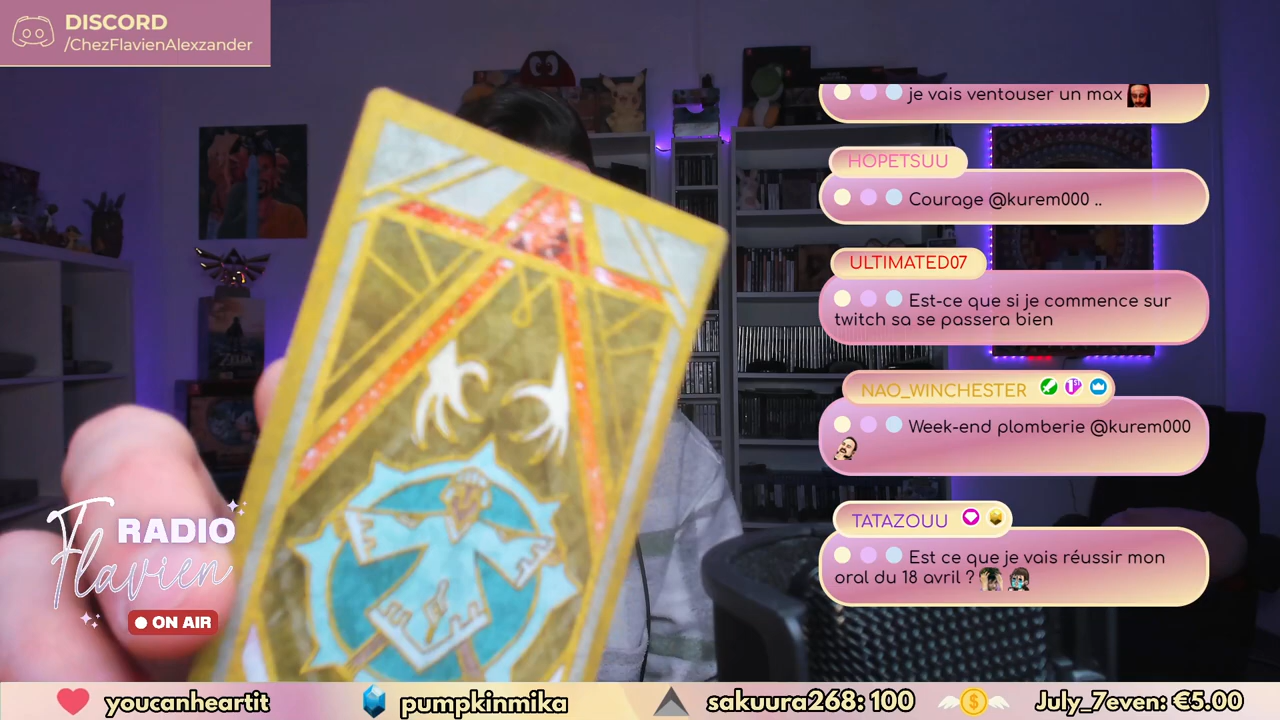 DISCORD
/ChezFlavienAlexzander
je vais ventouser un max
HOPETSUU
Courage @kurem000 ..
ULTIMATED07
Est-ce que si je commence sur
twitch sa se passera bien
NAO_WINCHESTER
Week-end plomberie @kurem000
TATAZOUU
Est ce que je vais réussir mon
oral du 18 avril ?
RADIO
Flavien
ON AIR
youcanheartit
pumpkinmika
sakuura268: 100
July_7even: €5.00
ZELDA